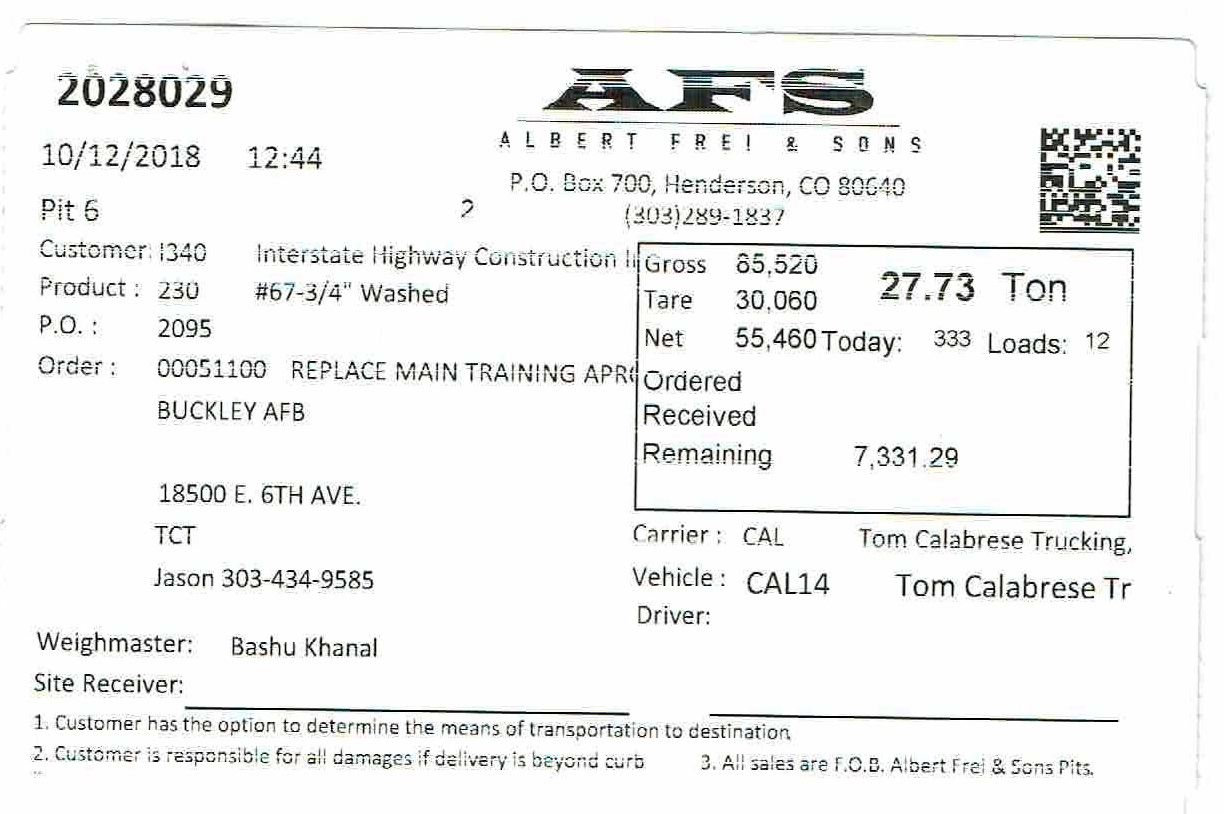 2028029
AFS
ALBERT FREI & SONS
10/12/2018 12:44
P.O. Box 700, Henderson, CO 80640
Pit 6 2
(303)289-1837
Customer: I340 Interstate Highway Construction
Product : 230 #67-3/4" Washed
P.O. : 2095
Order : 00051100 REPLACE MAIN TRAINING APRO
BUCKLEY AFB
18500 E. 6TH AVE.
TCT
Jason 303-434-9585
Gross 85,520 27.73 Ton
Tare 30,060
Net 55,460 Today: 333 Loads: 12
Ordered
Received
Remaining 7,331.29
Carrier : CAL Tom Calabrese Trucking,
Vehicle : CAL14 Tom Calabrese Tr
Driver:
Weighmaster: Bashu Khanal
Site Receiver:
1. Customer has the option to determine the means of transportation to destination
2. Customer is responsible for all damages if delivery is beyond curb 3. All sales are F.O.B. Albert Frei & Sons Pits.